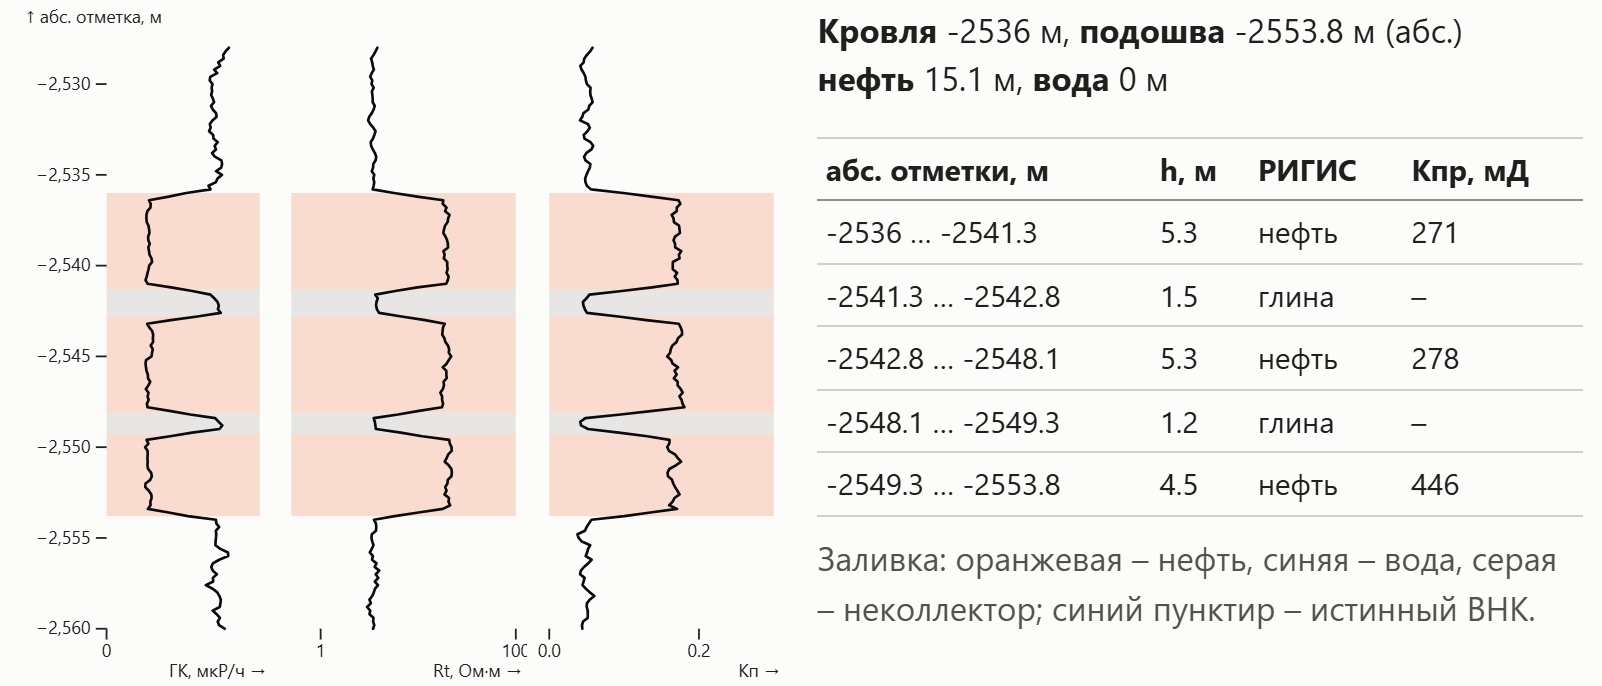 ↑ абс. отметка, м
−2,530
−2,535
−2,540
−2,545
−2,550
−2,555
−2,560
0
1
100
0.0
0.2
ГК, мкР/ч →
Rt, Ом·м →
Кп →
Кровля -2536 м, подошва -2553.8 м (абс.)
нефть 15.1 м, вода 0 м
абс. отметки, м h, м РИГИС Кпр, мД
-2536 ... -2541.3 5.3 нефть 271
-2541.3 ... -2542.8 1.5 глина –
-2542.8 ... -2548.1 5.3 нефть 278
-2548.1 ... -2549.3 1.2 глина –
-2549.3 ... -2553.8 4.5 нефть 446
Заливка: оранжевая – нефть, синяя – вода, серая
– неколлектор; синий пунктир – истинный ВНК.